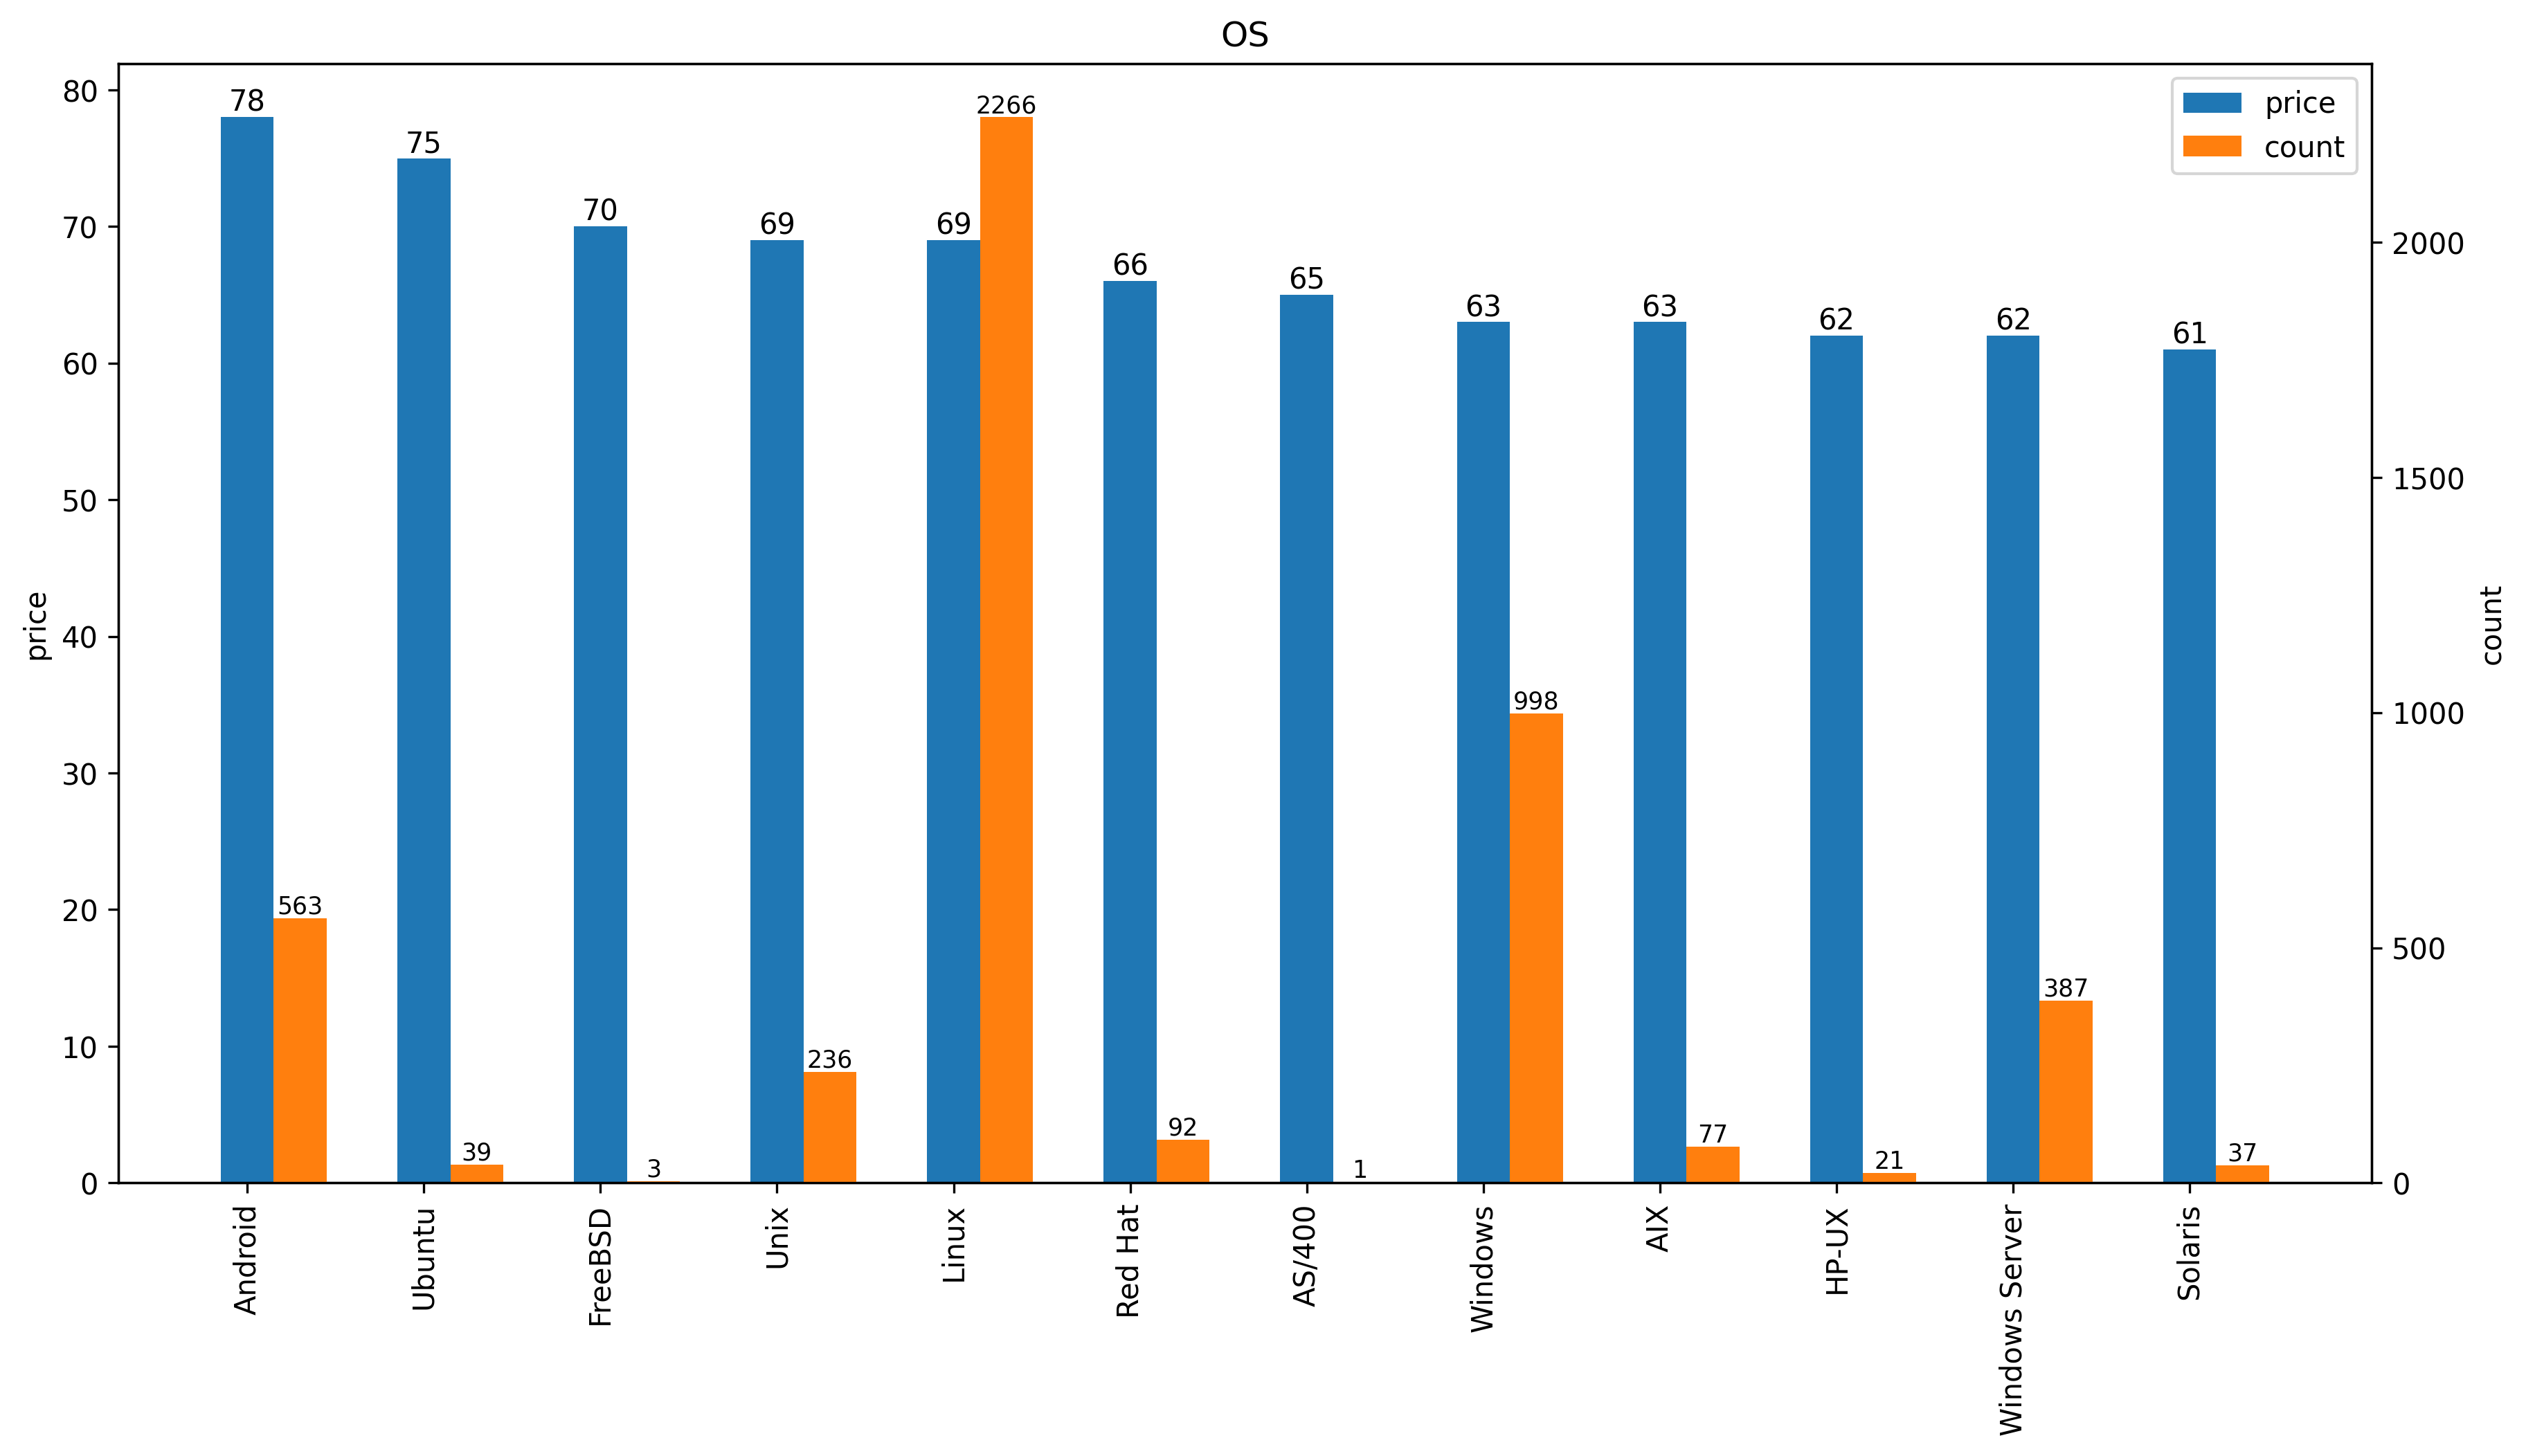 OS
price
count
80
70
60
50
40
30
20
10
0
price
2000
1500
1000
500
0
count
78
75
70
69
69
66
65
63
63
62
62
61
563
39
3
236
2266
92
1
998
77
21
387
37
Android
Ubuntu
FreeBSD
Unix
Linux
Red Hat
AS/400
Windows
AIX
HP-UX
Windows Server
Solaris